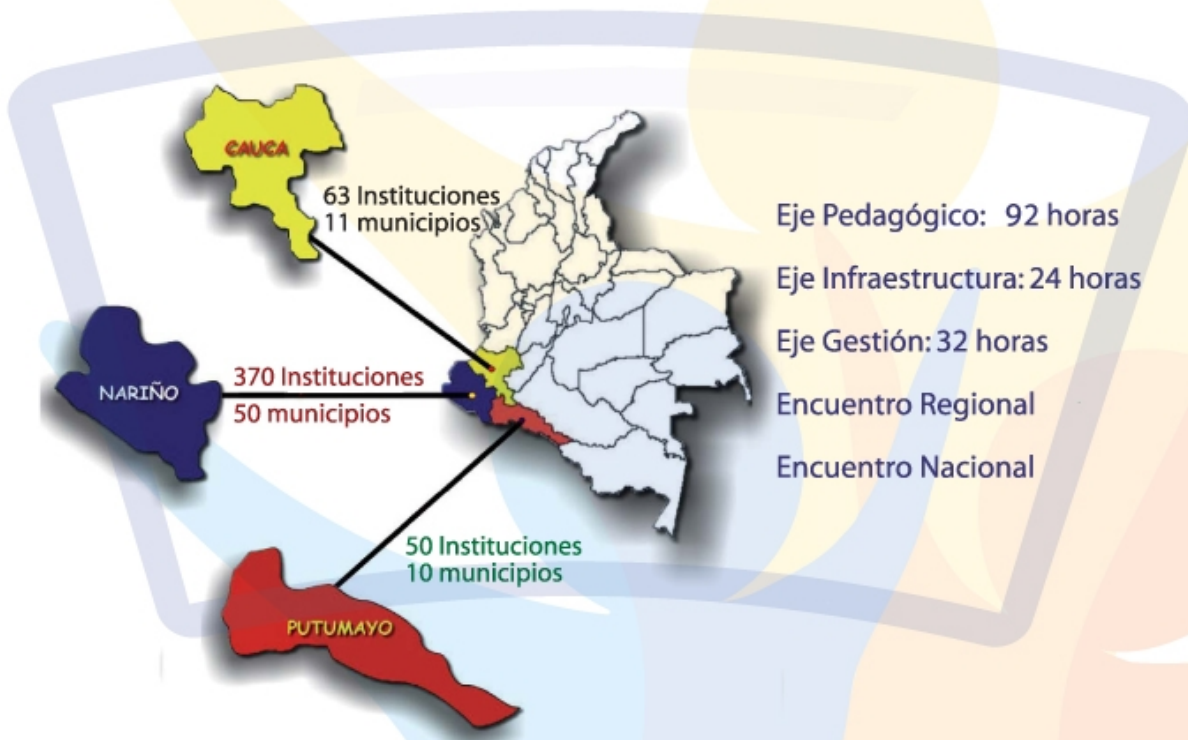 CAUCA
63 Instituciones
11 municipios
NARIÑO
370 Instituciones
50 municipios
50 Instituciones
10 municipios
PUTUMAYO
Eje Pedagógico: 92 horas
Eje Infraestructura: 24 horas
Eje Gestión: 32 horas
Encuentro Regional
Encuentro Nacional